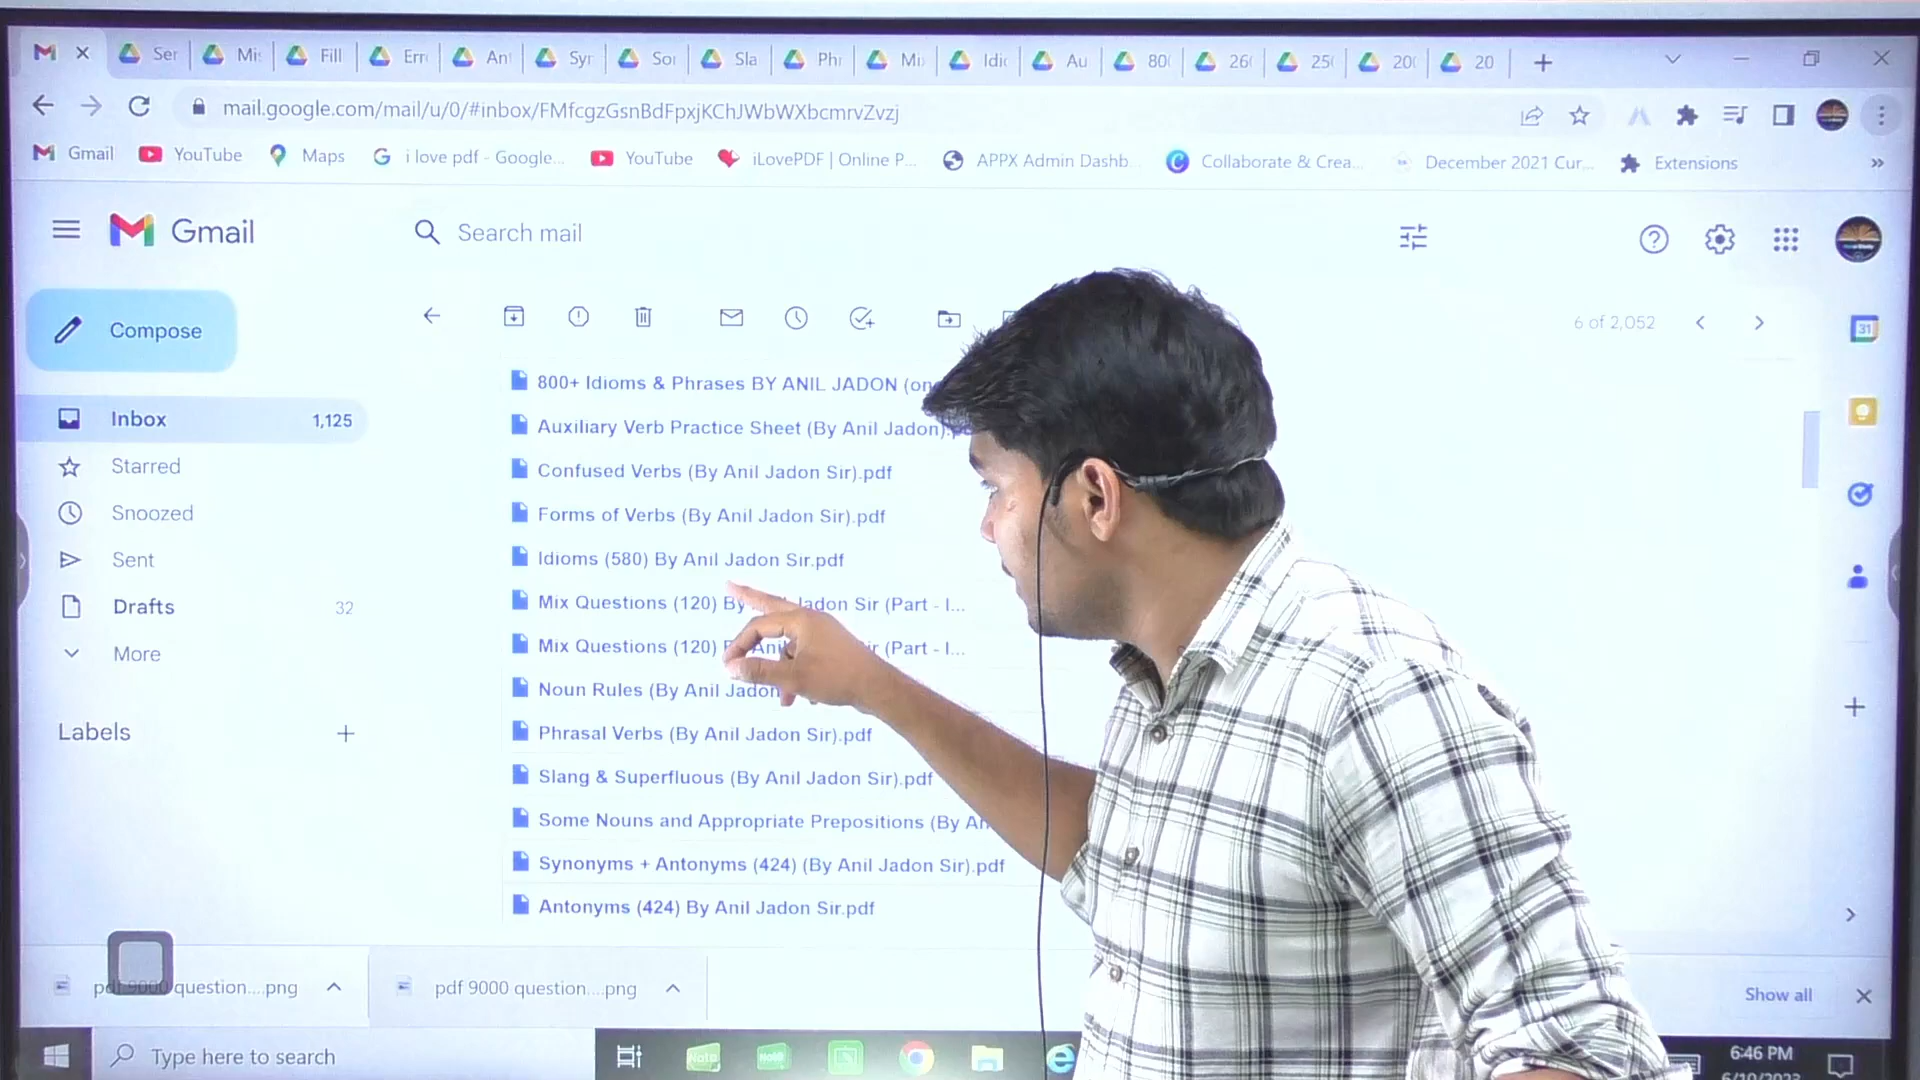 Ser
Mi
Fill
Err
An
Syr
Sor
Sla
Ph
Mi
Idi
Au
80
26
25
20
20
mail.google.com/mail/u/0/#inbox/FMfcgzGsnBdFpxjKChJWbWXbcmrvZvzj
Gmail YouTube Maps i love pdf - Google... YouTube iLovePDF | Online P... APPX Admin Dashb... Collaborate & Crea... December 2021 Cur... Extensions »
Gmail
Search mail
Compose
6 of 2,052
31
Inbox 1,125
Starred
Snoozed
Sent
Drafts 32
More
Labels
800+ Idioms & Phrases BY ANIL JADON
Auxiliary Verb Practice Sheet (By Anil Jadon)
Confused Verbs (By Anil Jadon Sir).pdf
Forms of Verbs (By Anil Jadon Sir).pdf
Idioms (580) By Anil Jadon Sir.pdf
Mix Questions (120) By Jadon Sir (Part - I...
Mix Questions (120) Sir (Part - I...
Noun Rules (By Anil Jadon
Phrasal Verbs (By Anil Jadon Sir).pdf
Slang & Superfluous (By Anil Jadon Sir).pdf
Some Nouns and Appropriate Prepositions (By
Synonyms + Antonyms (424) (By Anil Jadon Sir).pdf
Antonyms (424) By Anil Jadon Sir.pdf
pdf 9000 question....png
pdf 9000 question....png
Show all
Type here to search
6:46 PM